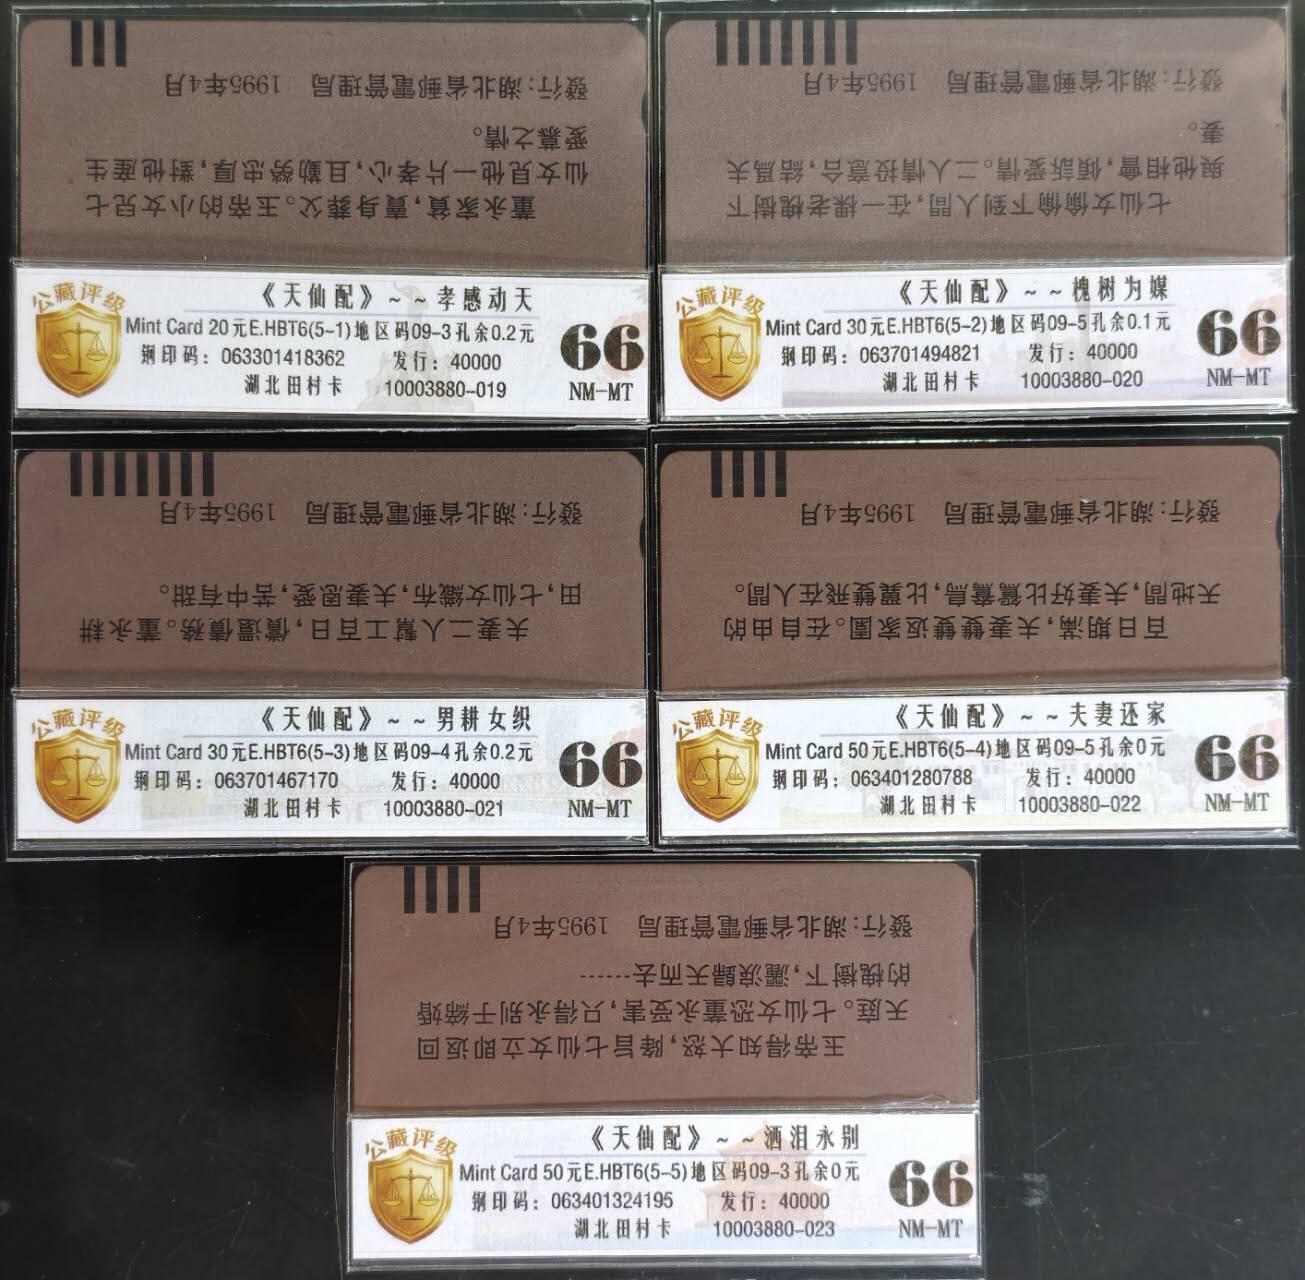 董永家貧,賣身葬父。玉帝的小女兒七
仙女見他一片孝心,且勤勞忠厚,對他産生
愛慕之情。
發行:湖北省郵電管理局 1995年4月
公藏评级
《天仙配》~~孝感动天
Mint Card 20元E.HBT6(5-1)地区码09-3孔余0.2元
钢印码：063301418362 发行：40000
湖北田村卡 10003880-019
66
NM-MT
七仙女偷偷下到人間,在一棵老槐樹下
與他相會,傾訴愛情。二人情投意合,結爲夫
妻。
發行:湖北省郵電管理局 1995年4月
公藏评级
《天仙配》~~槐树为媒
Mint Card 30元E.HBT6(5-2)地区码09-5孔余0.1元
钢印码：063701494821 发行：40000
湖北田村卡 10003880-020
66
NM-MT
夫妻二人幫工百日,償還債務。董永耕
田,七仙女織布,夫妻恩愛,苦中有甜。
發行:湖北省郵電管理局 1995年4月
公藏评级
《天仙配》~~男耕女织
Mint Card 30元E.HBT6(5-3)地区码09-4孔余0.2元
钢印码：063701467170 发行：40000
湖北田村卡 10003880-021
66
NM-MT
百日期滿,夫妻雙雙返家園。在自由的
天地間,夫妻好比鴛鴦鳥,比翼雙飛在人間。
發行:湖北省郵電管理局 1995年4月
公藏评级
《天仙配》~~夫妻还家
Mint Card 50元E.HBT6(5-4)地区码09-5孔余0元
钢印码：063401280788 发行：40000
湖北田村卡 10003880-022
66
NM-MT
玉帝得知大怒,降旨七仙女立即返回
天庭。七仙女恐董永受害,只得永别于締婚
的槐樹下,灑淚歸天而去……
發行:湖北省郵電管理局 1995年4月
公藏评级
《天仙配》~~洒泪永别
Mint Card 50元E.HBT6(5-5)地区码09-3孔余0元
钢印码：063401324195 发行：40000
湖北田村卡 10003880-023
66
NM-MT